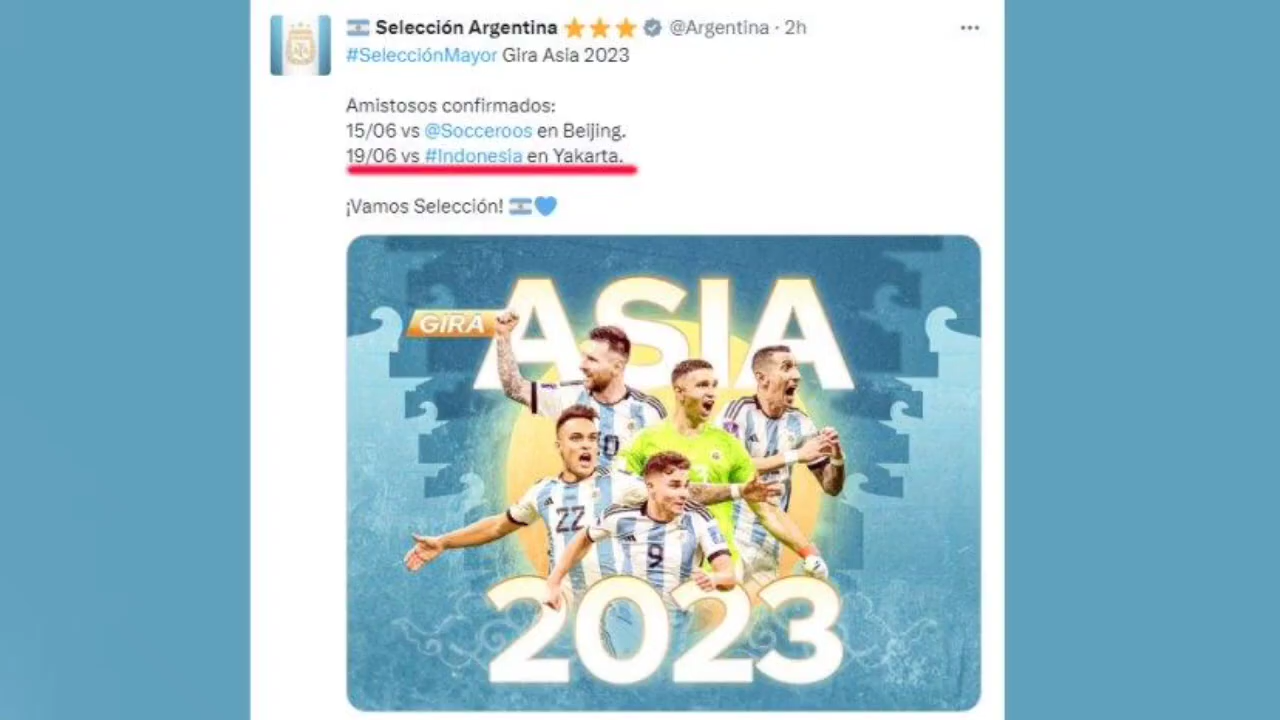 Selección Argentina @Argentina · 2h
#SelecciónMayor Gira Asia 2023
Amistosos confirmados:
15/06 vs @Socceroos en Beijing.
19/06 vs #Indonesia en Yakarta.
¡Vamos Selección!
GIRA
ASIA
22
9
2023